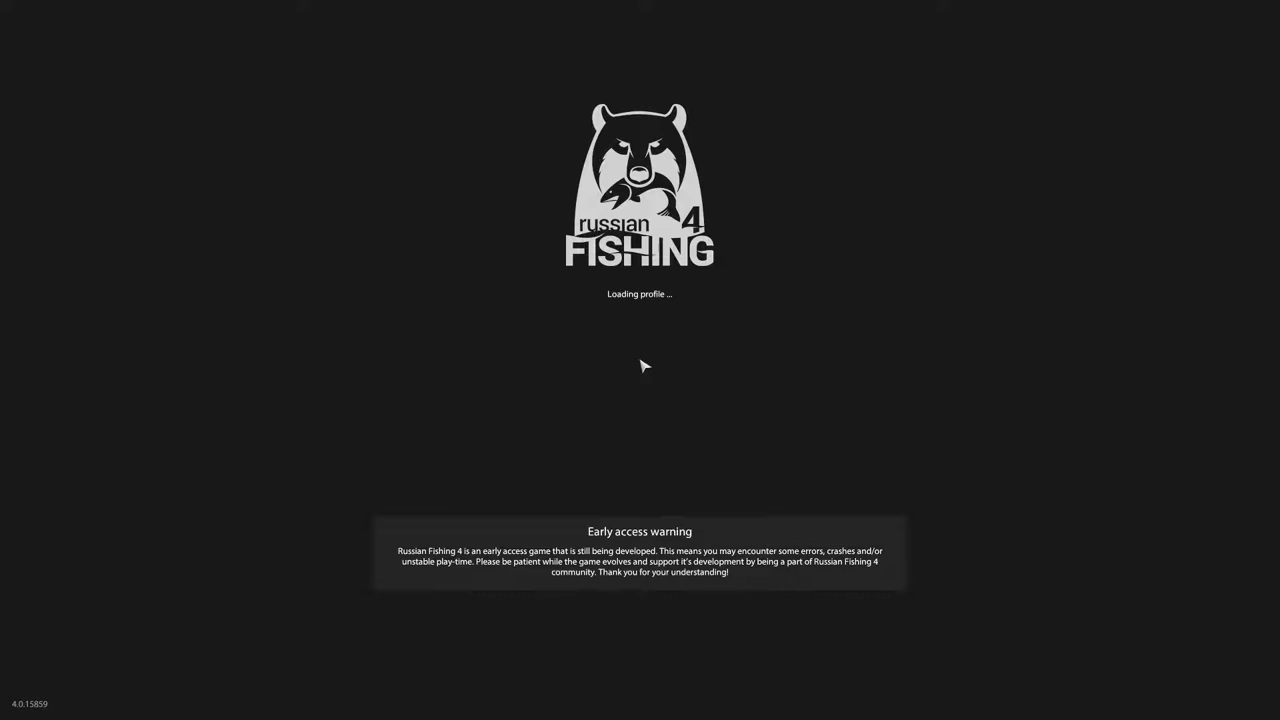 russian 4
FISHING
Loading profile ...
Early access warning
Russian Fishing 4 is an early access game that is still being developed. This means you may encounter some errors, crashes and/or
unstable play-time. Please be patient while the game evolves and support it's development by being a part of Russian Fishing 4
community. Thank you for your understanding!
4.0.15859